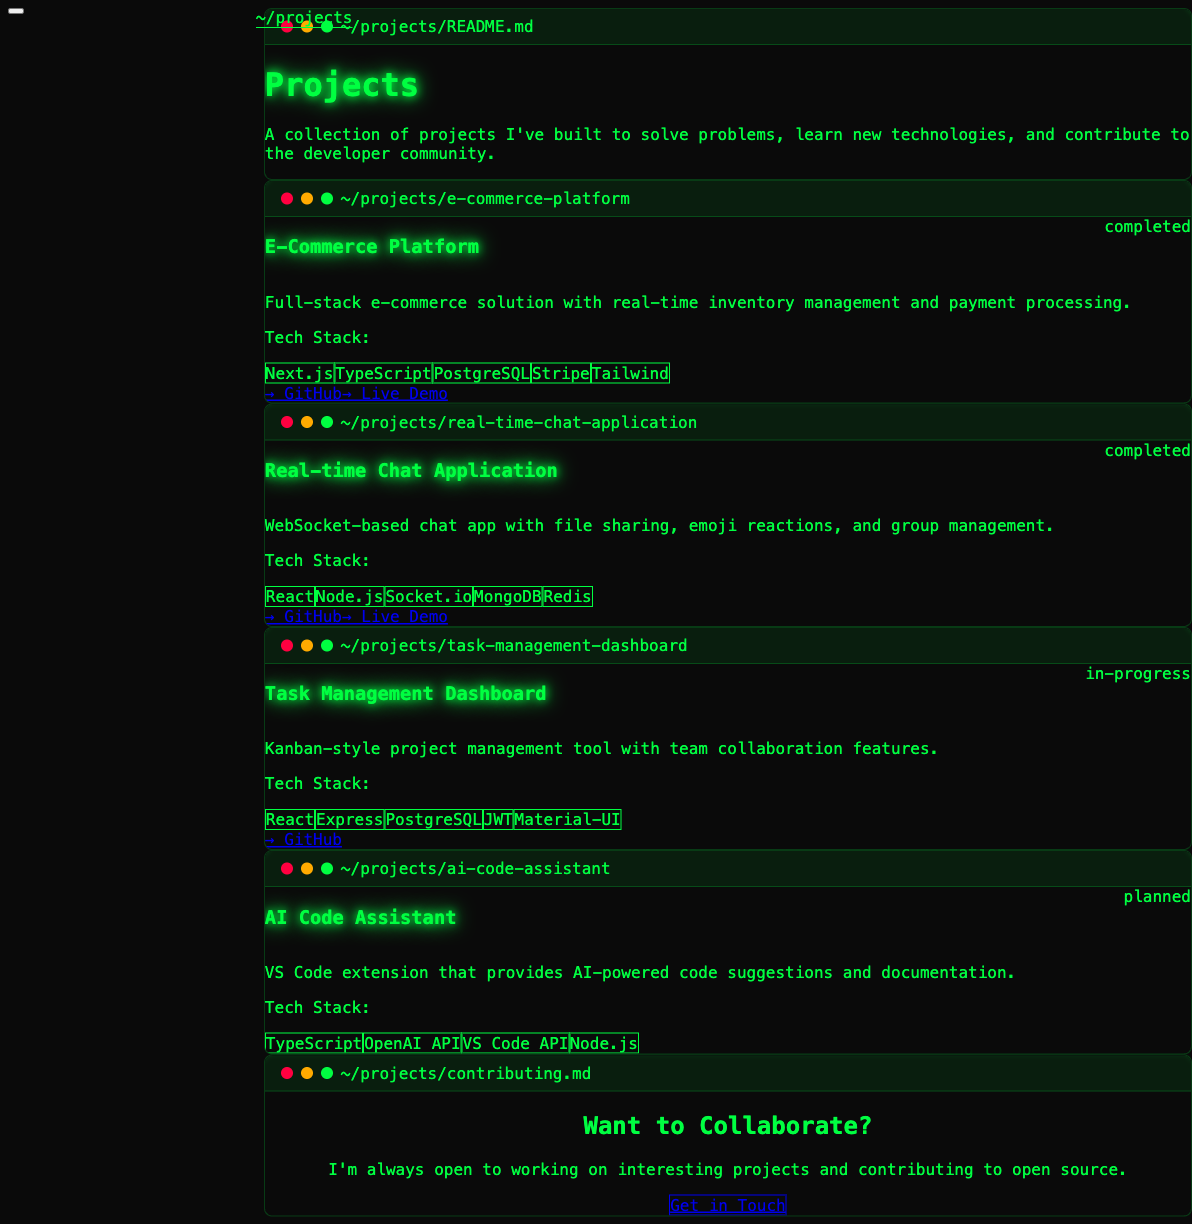 ~/projects
~/projects/README.md
Projects
A collection of projects I've built to solve problems, learn new technologies, and contribute to
the developer community.
~/projects/e-commerce-platform
completed
E-Commerce Platform
Full-stack e-commerce solution with real-time inventory management and payment processing.
Tech Stack:
Next.js TypeScript PostgreSQL Stripe Tailwind
→ GitHub→ Live Demo
~/projects/real-time-chat-application
completed
Real-time Chat Application
WebSocket-based chat app with file sharing, emoji reactions, and group management.
Tech Stack:
React Node.js Socket.io MongoDB Redis
→ GitHub→ Live Demo
~/projects/task-management-dashboard
in-progress
Task Management Dashboard
Kanban-style project management tool with team collaboration features.
Tech Stack:
React Express PostgreSQL JWT Material-UI
→ GitHub
~/projects/ai-code-assistant
planned
AI Code Assistant
VS Code extension that provides AI-powered code suggestions and documentation.
Tech Stack:
TypeScript OpenAI API VS Code API Node.js
~/projects/contributing.md
Want to Collaborate?
I'm always open to working on interesting projects and contributing to open source.
Get in Touch